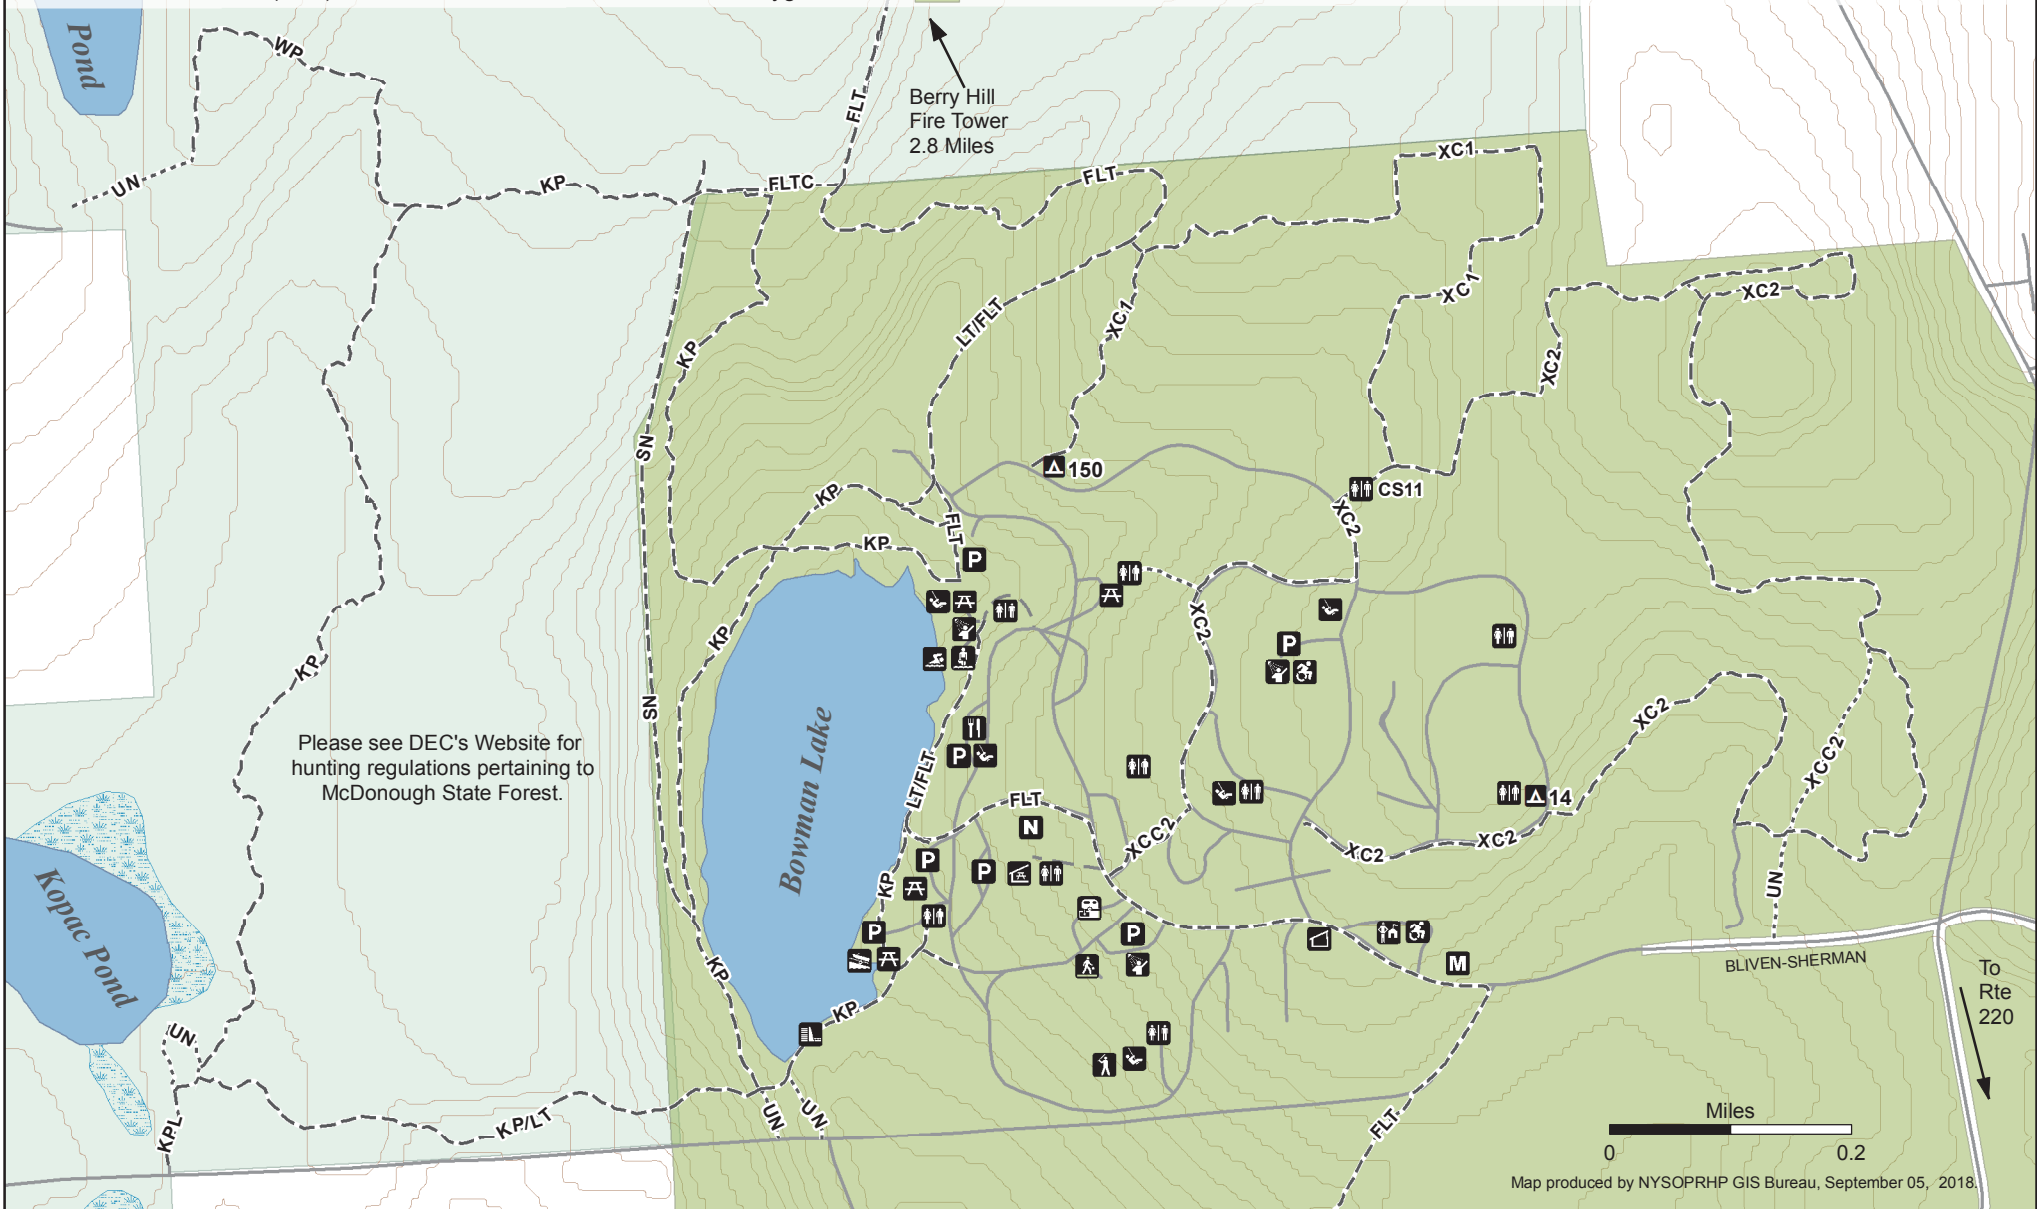 Pond
WP
UN
KP
FLTC
FLT
Berry Hill
Fire Tower
2.8 Miles
FLT
XC1
XC1
XC1
XC2
XC2
LT/FLT
KP
SN
150
CS11
KP
KP
FLT
P
XC2
XC2
KP
KP
SN
P
Bowman Lake
P
LT/FLT
FLT
N
XCC2
14
XC2
XC2
XC2
XCC2
UN
Please see DEC's Website for
hunting regulations pertaining to
McDonough State Forest.
Kopac Pond
P
P
KP
P
P
M
KP
KP
BLIVEN-SHERMAN
To
Rte
220
UN
KPL
KP/LT
UN
UN
FLT
Miles
0
0.2
Map produced by NYSOPRHP GIS Bureau, September 05, 2018.